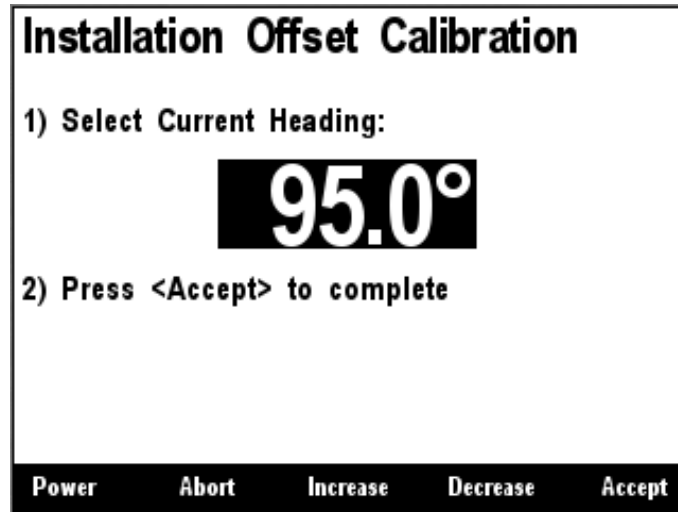 Installation Offset Calibration
1) Select Current Heading:
95.0°
2) Press <Accept> to complete
Power Abort Increase Decrease Accept